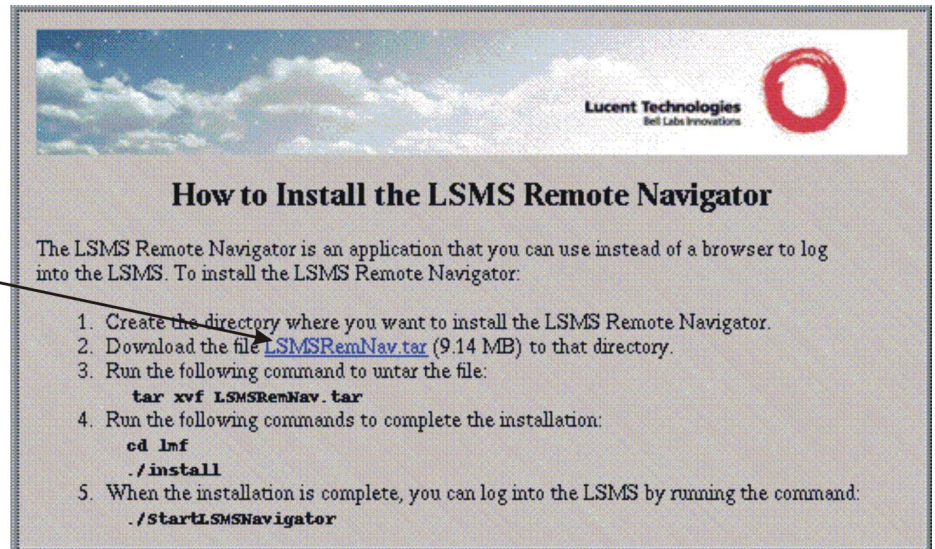 Lucent Technologies
Bell Labs Innovations
How to Install the LSMS Remote Navigator
The LSMS Remote Navigator is an application that you can use instead of a browser to log
into the LSMS. To install the LSMS Remote Navigator:
1. Create the directory where you want to install the LSMS Remote Navigator.
2. Download the file LSMSRemNav.tar (9.14 MB) to that directory.
3. Run the following command to untar the file:
tar xvf LSMSRemNav.tar
4. Run the following commands to complete the installation:
cd lmf
./install
5. When the installation is complete, you can log into the LSMS by running the command:
./StartLSMSNavigator